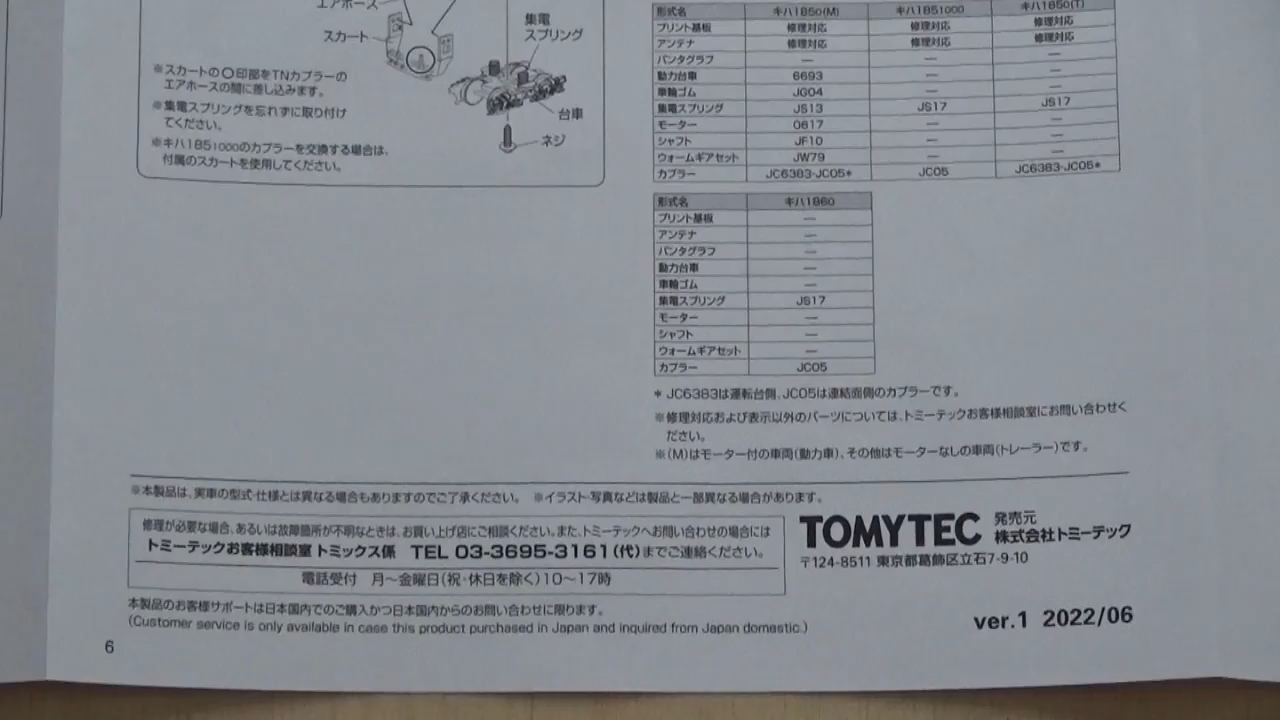 エアホース
スカート
集電
スプリング
台車
ネジ
※スカートの〇印部をTNカプラーの
エアホースの間に差し込みます。
※集電スプリングを忘れずに取り付け
てください。
※キハ1851000のカプラーを交換する場合は、
付属のスカートを使用してください。
形式名 キハ1850(M) キハ1851000 キハ1850(T)
プリント基板 修理対応 修理対応 修理対応
アンテナ 修理対応 修理対応 修理対応
パンタグラフ — — —
動力台車 6693 — —
車輪ゴム JG04 — —
集電スプリング JS13 JS17 JS17
モーター 0617 — —
シャフト JF10 — —
ウォームギアセット JW79 — —
カプラー JC6383・JC05* JC05 JC6383・JC05*
形式名 キハ1860
プリント基板 —
アンテナ —
パンタグラフ —
動力台車 —
車輪ゴム —
集電スプリング JS17
モーター —
シャフト —
ウォームギアセット —
カプラー JC05
* JC6383は運転台側、JC05は連結面側のカプラーです。
※修理対応および表示以外のパーツについては、トミーテックお客様相談室にお問い合わせく
ださい。
※(M)はモーター付の車両(動力車)、その他はモーターなしの車両(トレーラー)です。
※本製品は、実車の型式・仕様とは異なる場合もありますのでご了承ください。 ※イラスト・写真などは製品と一部異なる場合があります。
修理が必要な場合、あるいは故障箇所が不明なときは、お買い上げ店にご相談ください。また、トミーテックへお問い合わせの場合には
トミーテックお客様相談室 トミックス係 TEL 03-3695-3161(代)までご連絡ください。
電話受付 月〜金曜日(祝・休日を除く)10〜17時
TOMYTEC 発売元
株式会社トミーテック
〒124-8511 東京都葛飾区立石7-9-10
本製品のお客様サポートは日本国内でのご購入かつ日本国内からのお問い合わせに限ります。
(Customer service is only available in case this product purchased in Japan and inquired from Japan domestic.)
ver.1 2022/06
6